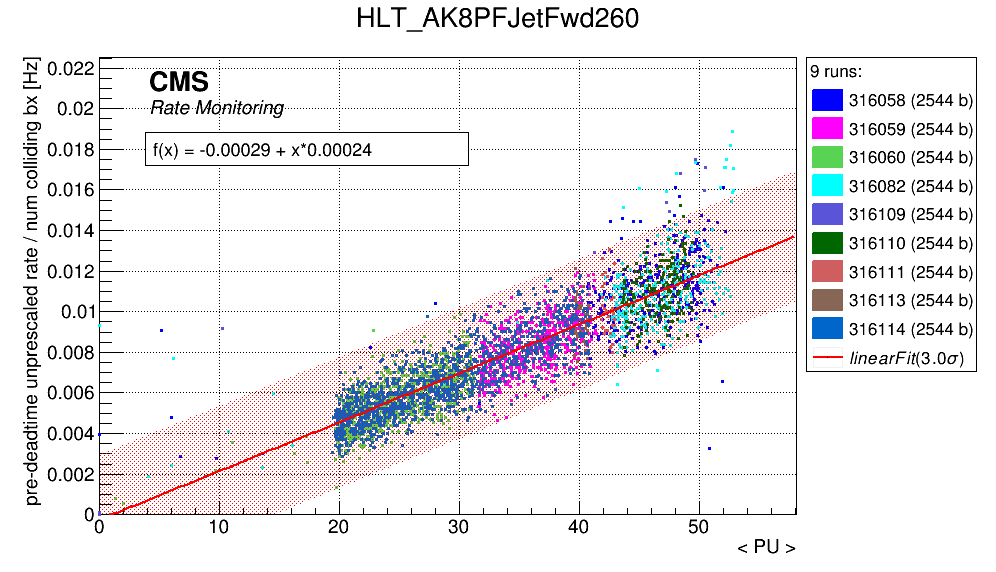 HLT_AK8PFJetFwd260
pre-deadtime unprescaled rate / num colliding bx [Hz]
0.022
0.02
0.018
0.016
0.014
0.012
0.01
0.008
0.006
0.004
0.002
0
CMS
Rate Monitoring
f(x) = -0.00029 + x*0.00024
0 10 20 30 40 50
< PU >
9 runs:
316058 (2544 b)
316059 (2544 b)
316060 (2544 b)
316082 (2544 b)
316109 (2544 b)
316110 (2544 b)
316111 (2544 b)
316113 (2544 b)
316114 (2544 b)
linearFit(3.0σ)